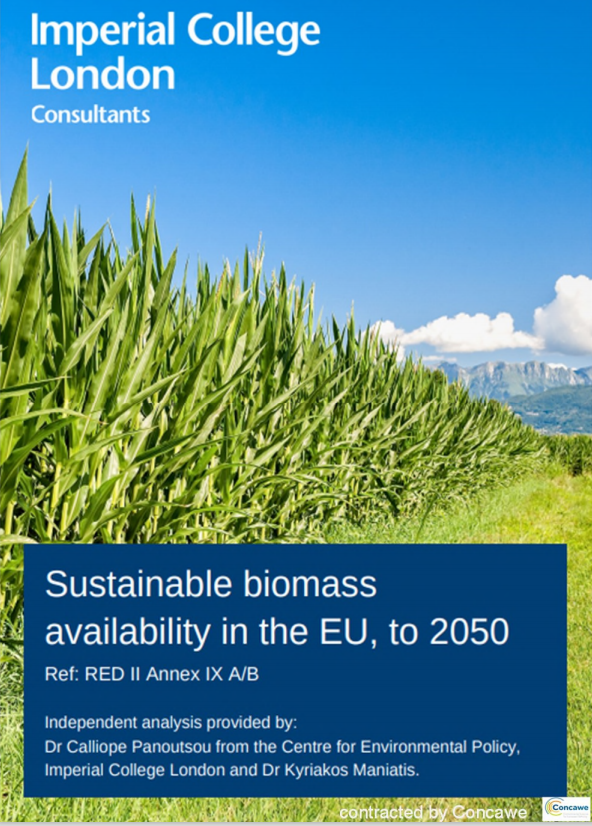 Imperial College
London
Consultants
Sustainable biomass
availability in the EU, to 2050
Ref: RED II Annex IX A/B
Independent analysis provided by:
Dr Calliope Panoutsou from the Centre for Environmental Policy,
Imperial College London and Dr Kyriakos Maniatis.
contracted by Concawe
Concawe